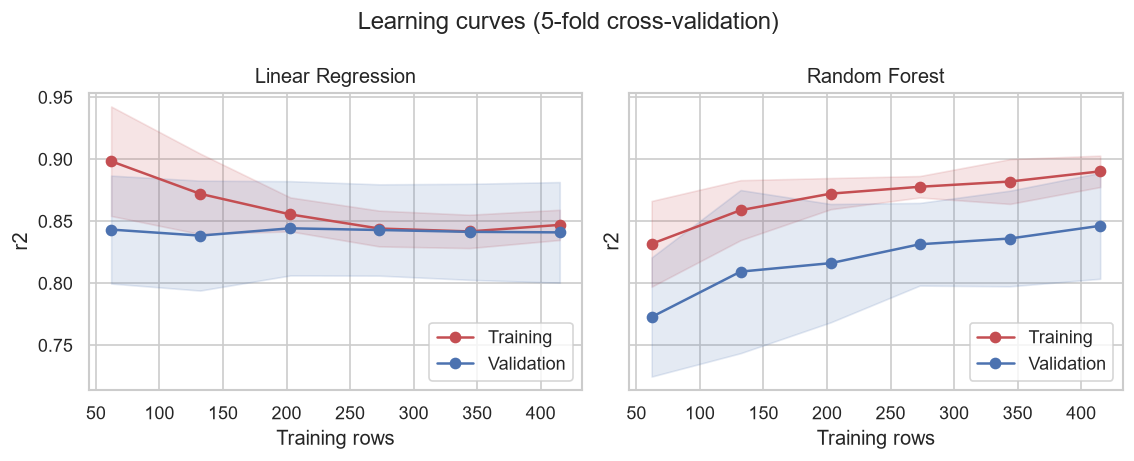 Learning curves (5-fold cross-validation)
Linear Regression
r2
0.95
0.90
0.85
0.80
0.75
50 100 150 200 250 300 350 400
Training rows
Training
Validation
Random Forest
r2
50 100 150 200 250 300 350 400
Training rows
Training
Validation